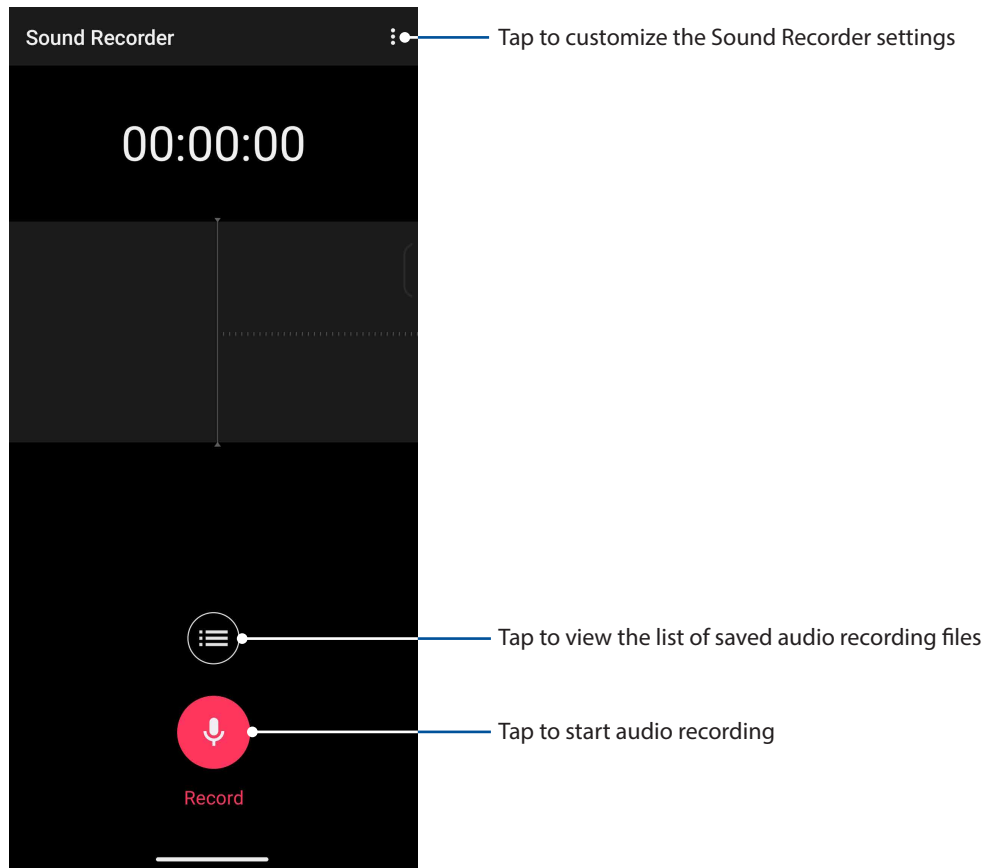 Sound Recorder
Tap to customize the Sound Recorder settings
00:00:00
Tap to view the list of saved audio recording files
Tap to start audio recording
Record